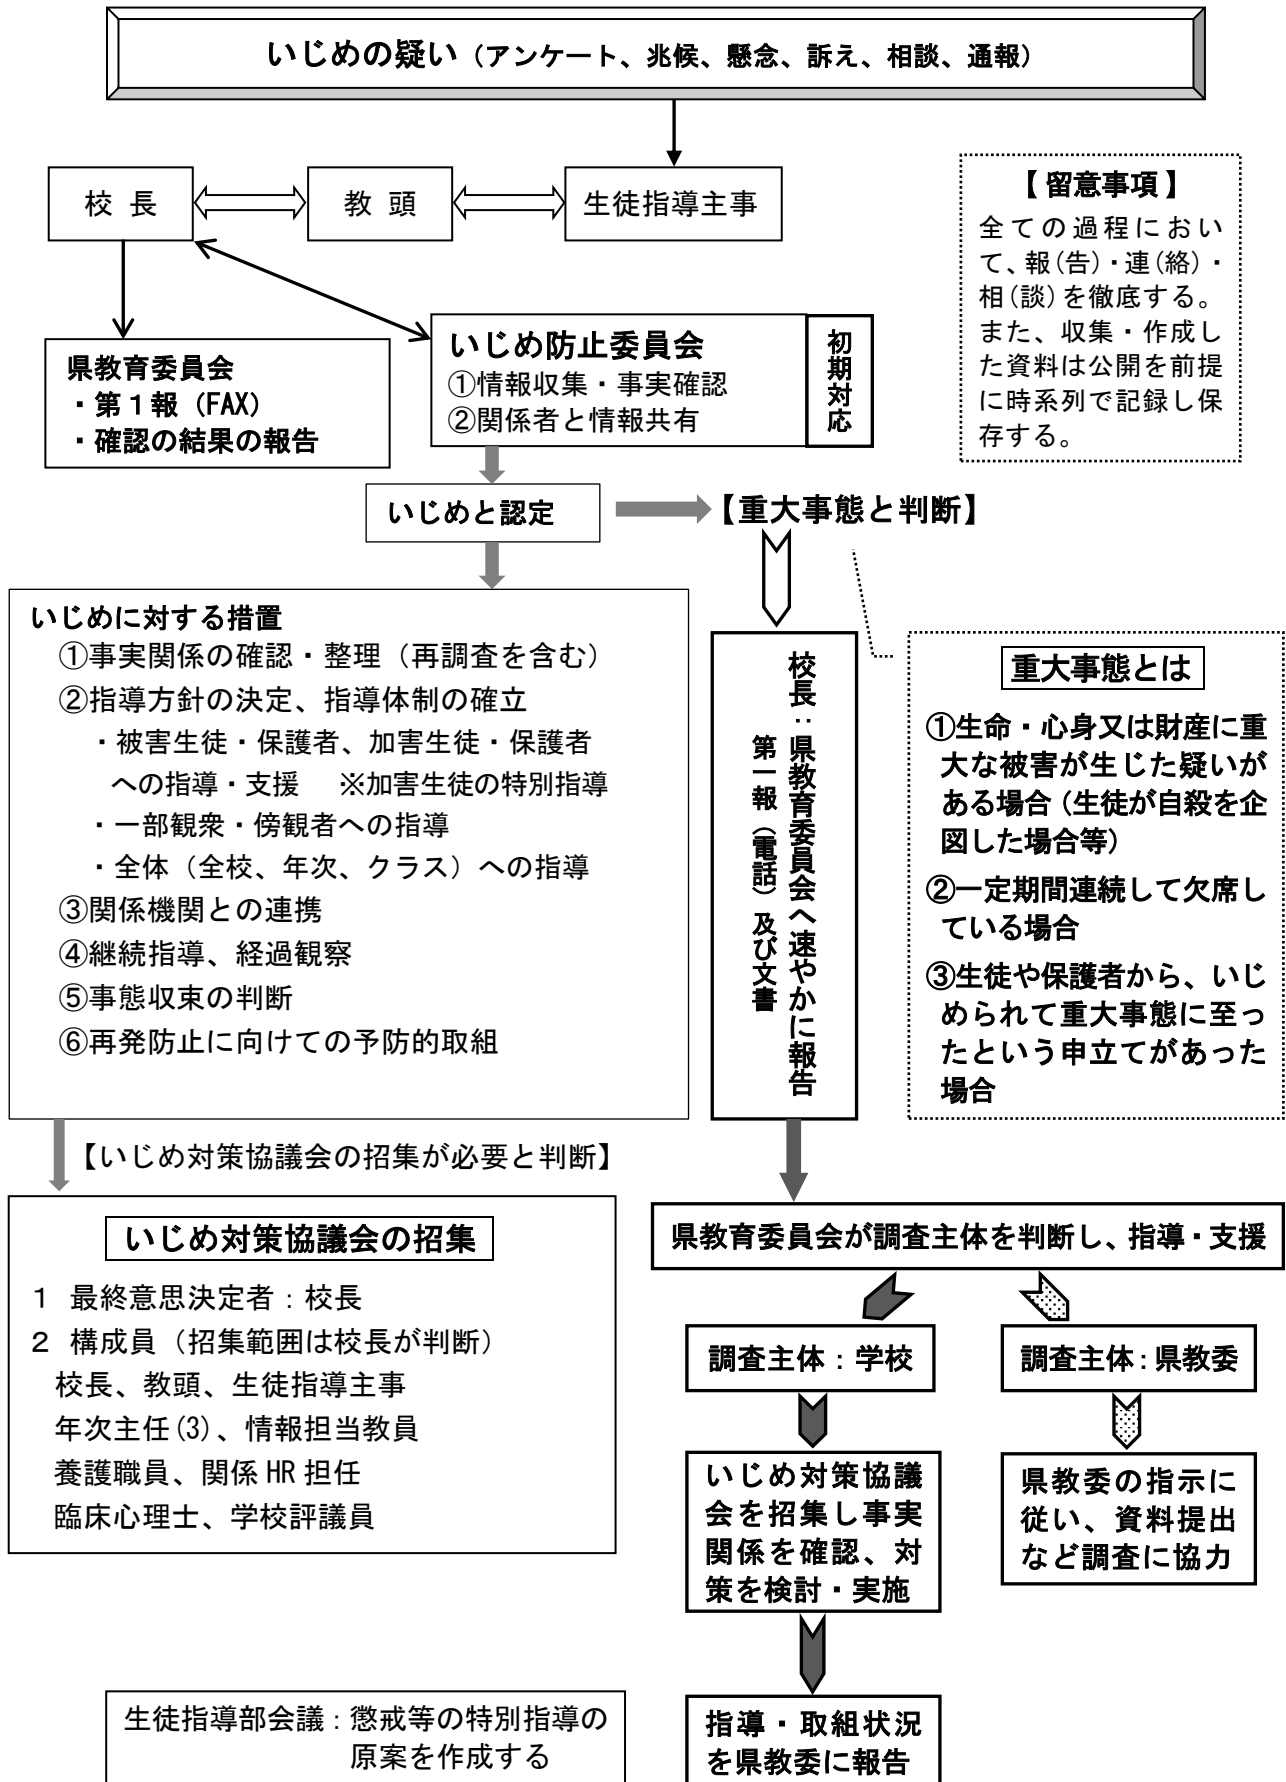 いじめの疑い（アンケート、兆候、懸念、訴え、相談、通報）
校 長
教 頭
生徒指導主事
【留意事項】
全ての過程におい
て、報(告)・連(絡)・
相(談)を徹底する。
また、収集・作成し
た資料は公開を前提
に時系列で記録し保
存する。
県教育委員会
・第１報（FAX）
・確認の結果の報告
いじめ防止委員会
①情報収集・事実確認
②関係者と情報共有
初期対応
いじめと認定
【重大事態と判断】
いじめに対する措置
①事実関係の確認・整理（再調査を含む）
②指導方針の決定、指導体制の確立
・被害生徒・保護者、加害生徒・保護者
への指導・支援　※加害生徒の特別指導
・一部観衆・傍観者への指導
・全体（全校、年次、クラス）への指導
③関係機関との連携
④継続指導、経過観察
⑤事態収束の判断
⑥再発防止に向けての予防的取組
校長：県教育委員会へ速やかに報告
第一報（電話）及び文書
重大事態とは
①生命・心身又は財産に重
大な被害が生じた疑いが
ある場合（生徒が自殺を企
図した場合等）
②一定期間連続して欠席し
ている場合
③生徒や保護者から、いじ
められて重大事態に至っ
たという申立てがあった
場合
【いじめ対策協議会の招集が必要と判断】
いじめ対策協議会の招集
１ 最終意思決定者：校長
２ 構成員（招集範囲は校長が判断）
校長、教頭、生徒指導主事
年次主任(3)、情報担当教員
養護職員、関係 HR 担任
臨床心理士、学校評議員
県教育委員会が調査主体を判断し、指導・支援
調査主体：学校
調査主体：県教委
いじめ対策協議
会を招集し事実
関係を確認、対
策を検討・実施
県教委の指示に
従い、資料提出
など調査に協力
生徒指導部会議：懲戒等の特別指導の
原案を作成する
指導・取組状況
を県教委に報告